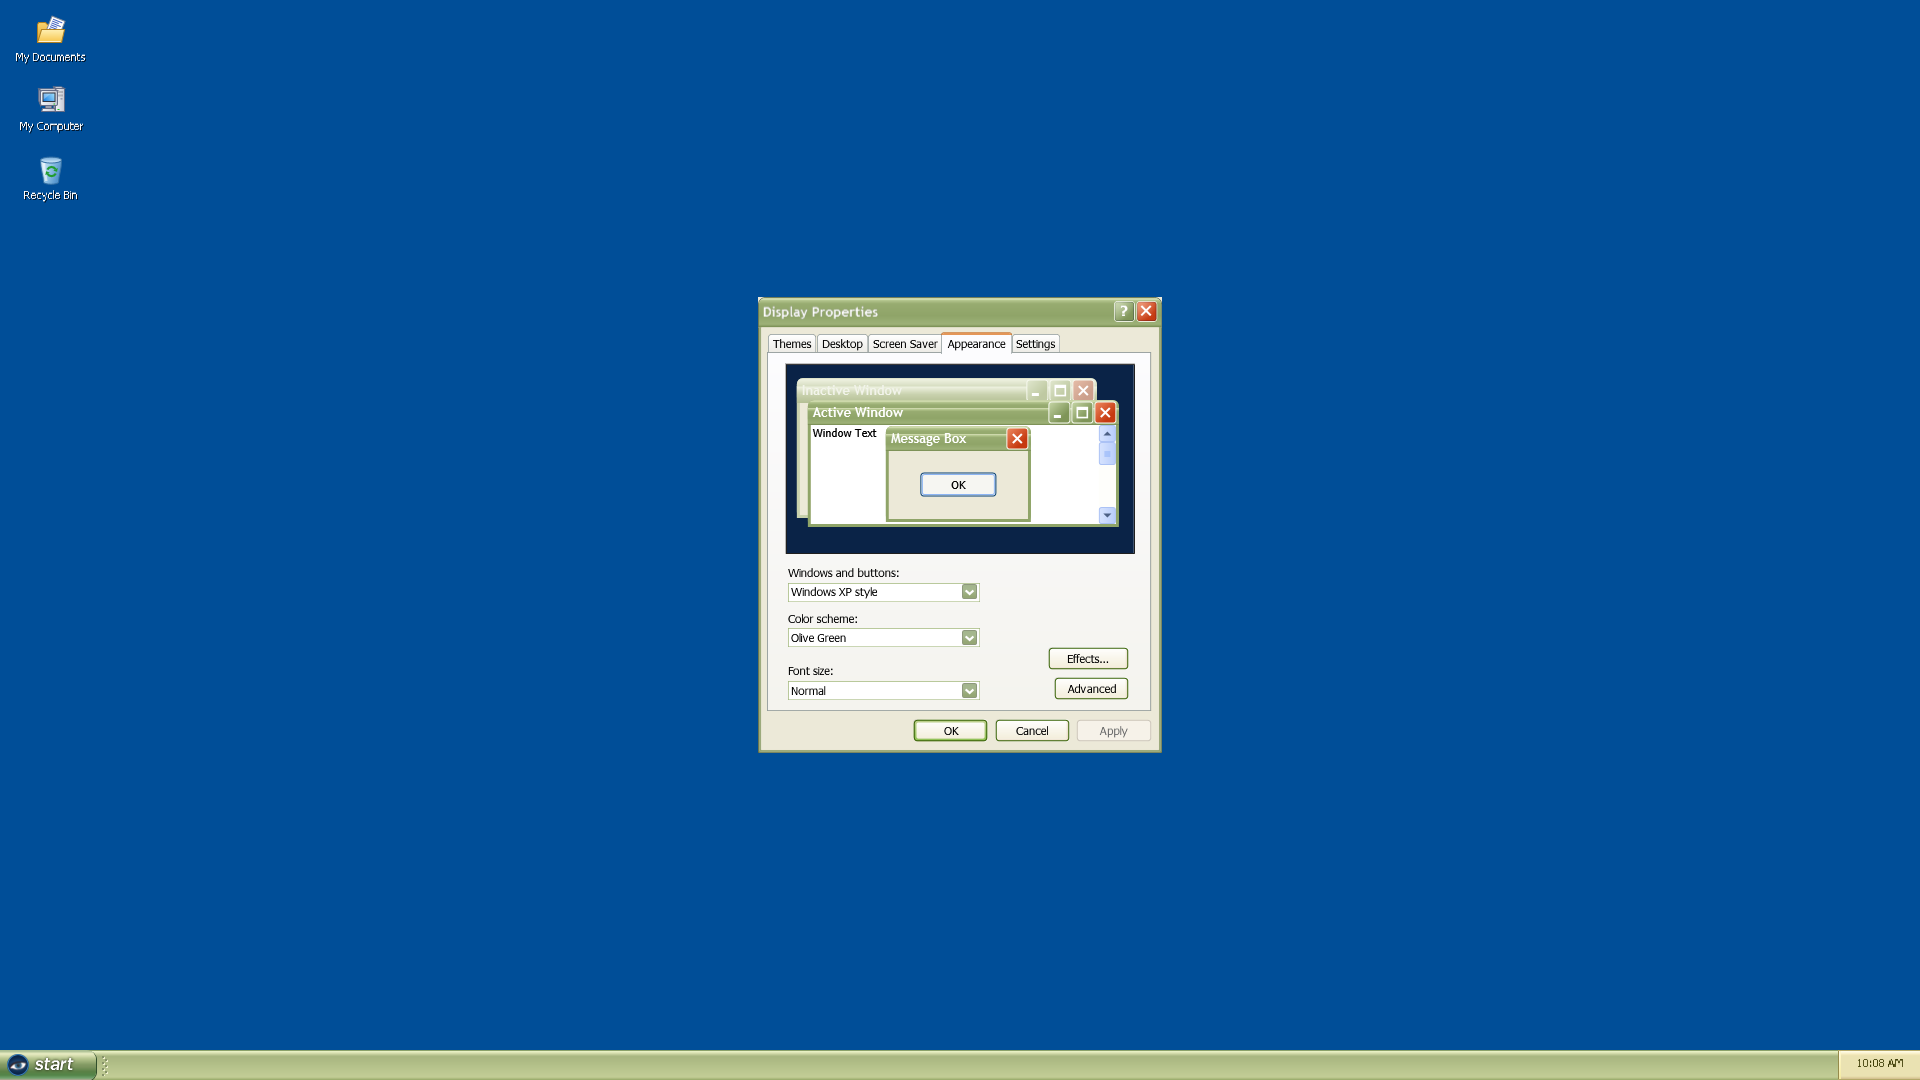 My Documents
My Computer
Recycle Bin
Display Properties
Themes Desktop Screen Saver Appearance Settings
Inactive Window
Active Window
Window Text
Message Box
OK
Windows and buttons:
Windows XP style
Color scheme:
Olive Green
Effects...
Font size:
Normal
Advanced
OK Cancel Apply
start
10:08 AM